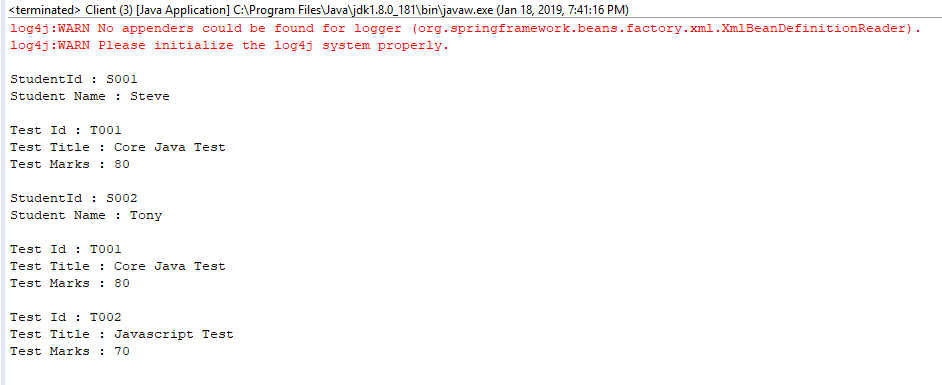 <terminated> Client (3) [Java Application] C:\Program Files\Java\jdk1.8.0_181\bin\javaw.exe (Jan 18, 2019, 7:41:16 PM)
log4j:WARN No appenders could be found for logger (org.springframework.beans.factory.xml.XmlBeanDefinitionReader).
log4j:WARN Please initialize the log4j system properly.
StudentId : S001
Student Name : Steve
Test Id : T001
Test Title : Core Java Test
Test Marks : 80
StudentId : S002
Student Name : Tony
Test Id : T001
Test Title : Core Java Test
Test Marks : 80
Test Id : T002
Test Title : Javascript Test
Test Marks : 70